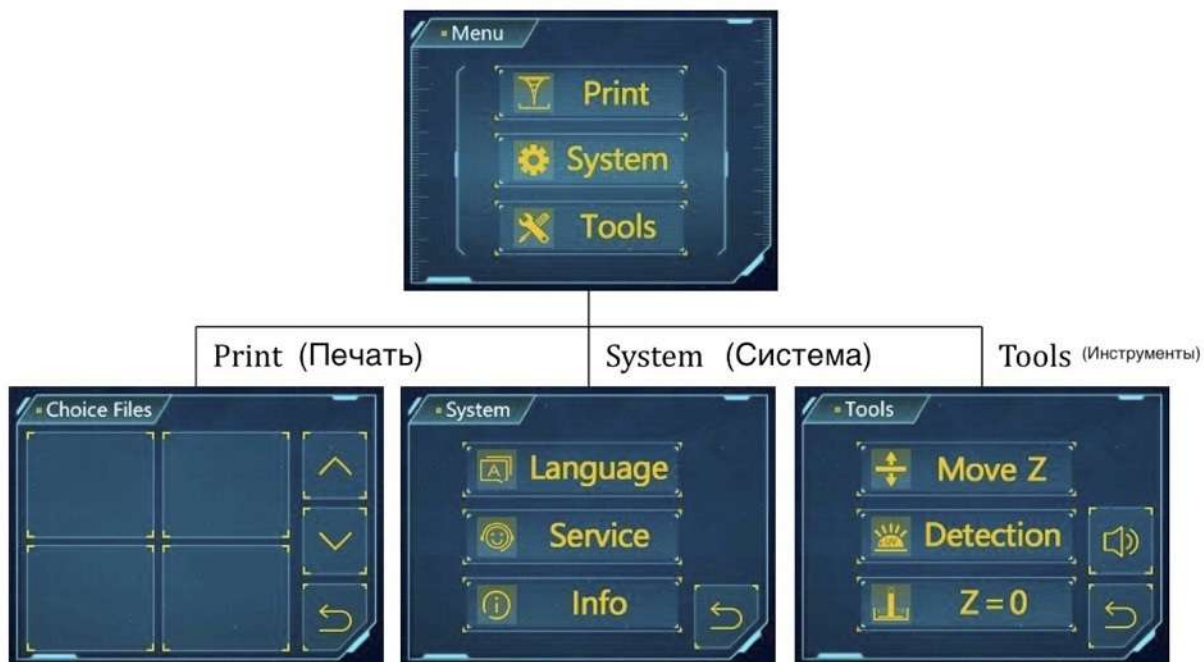 Menu
Print
System
Tools
Print (Печать)
System (Система)
Tools (Инструменты)
Choice Files
System
Language
Service
Info
Tools
Move Z
UV Detection
Z = 0